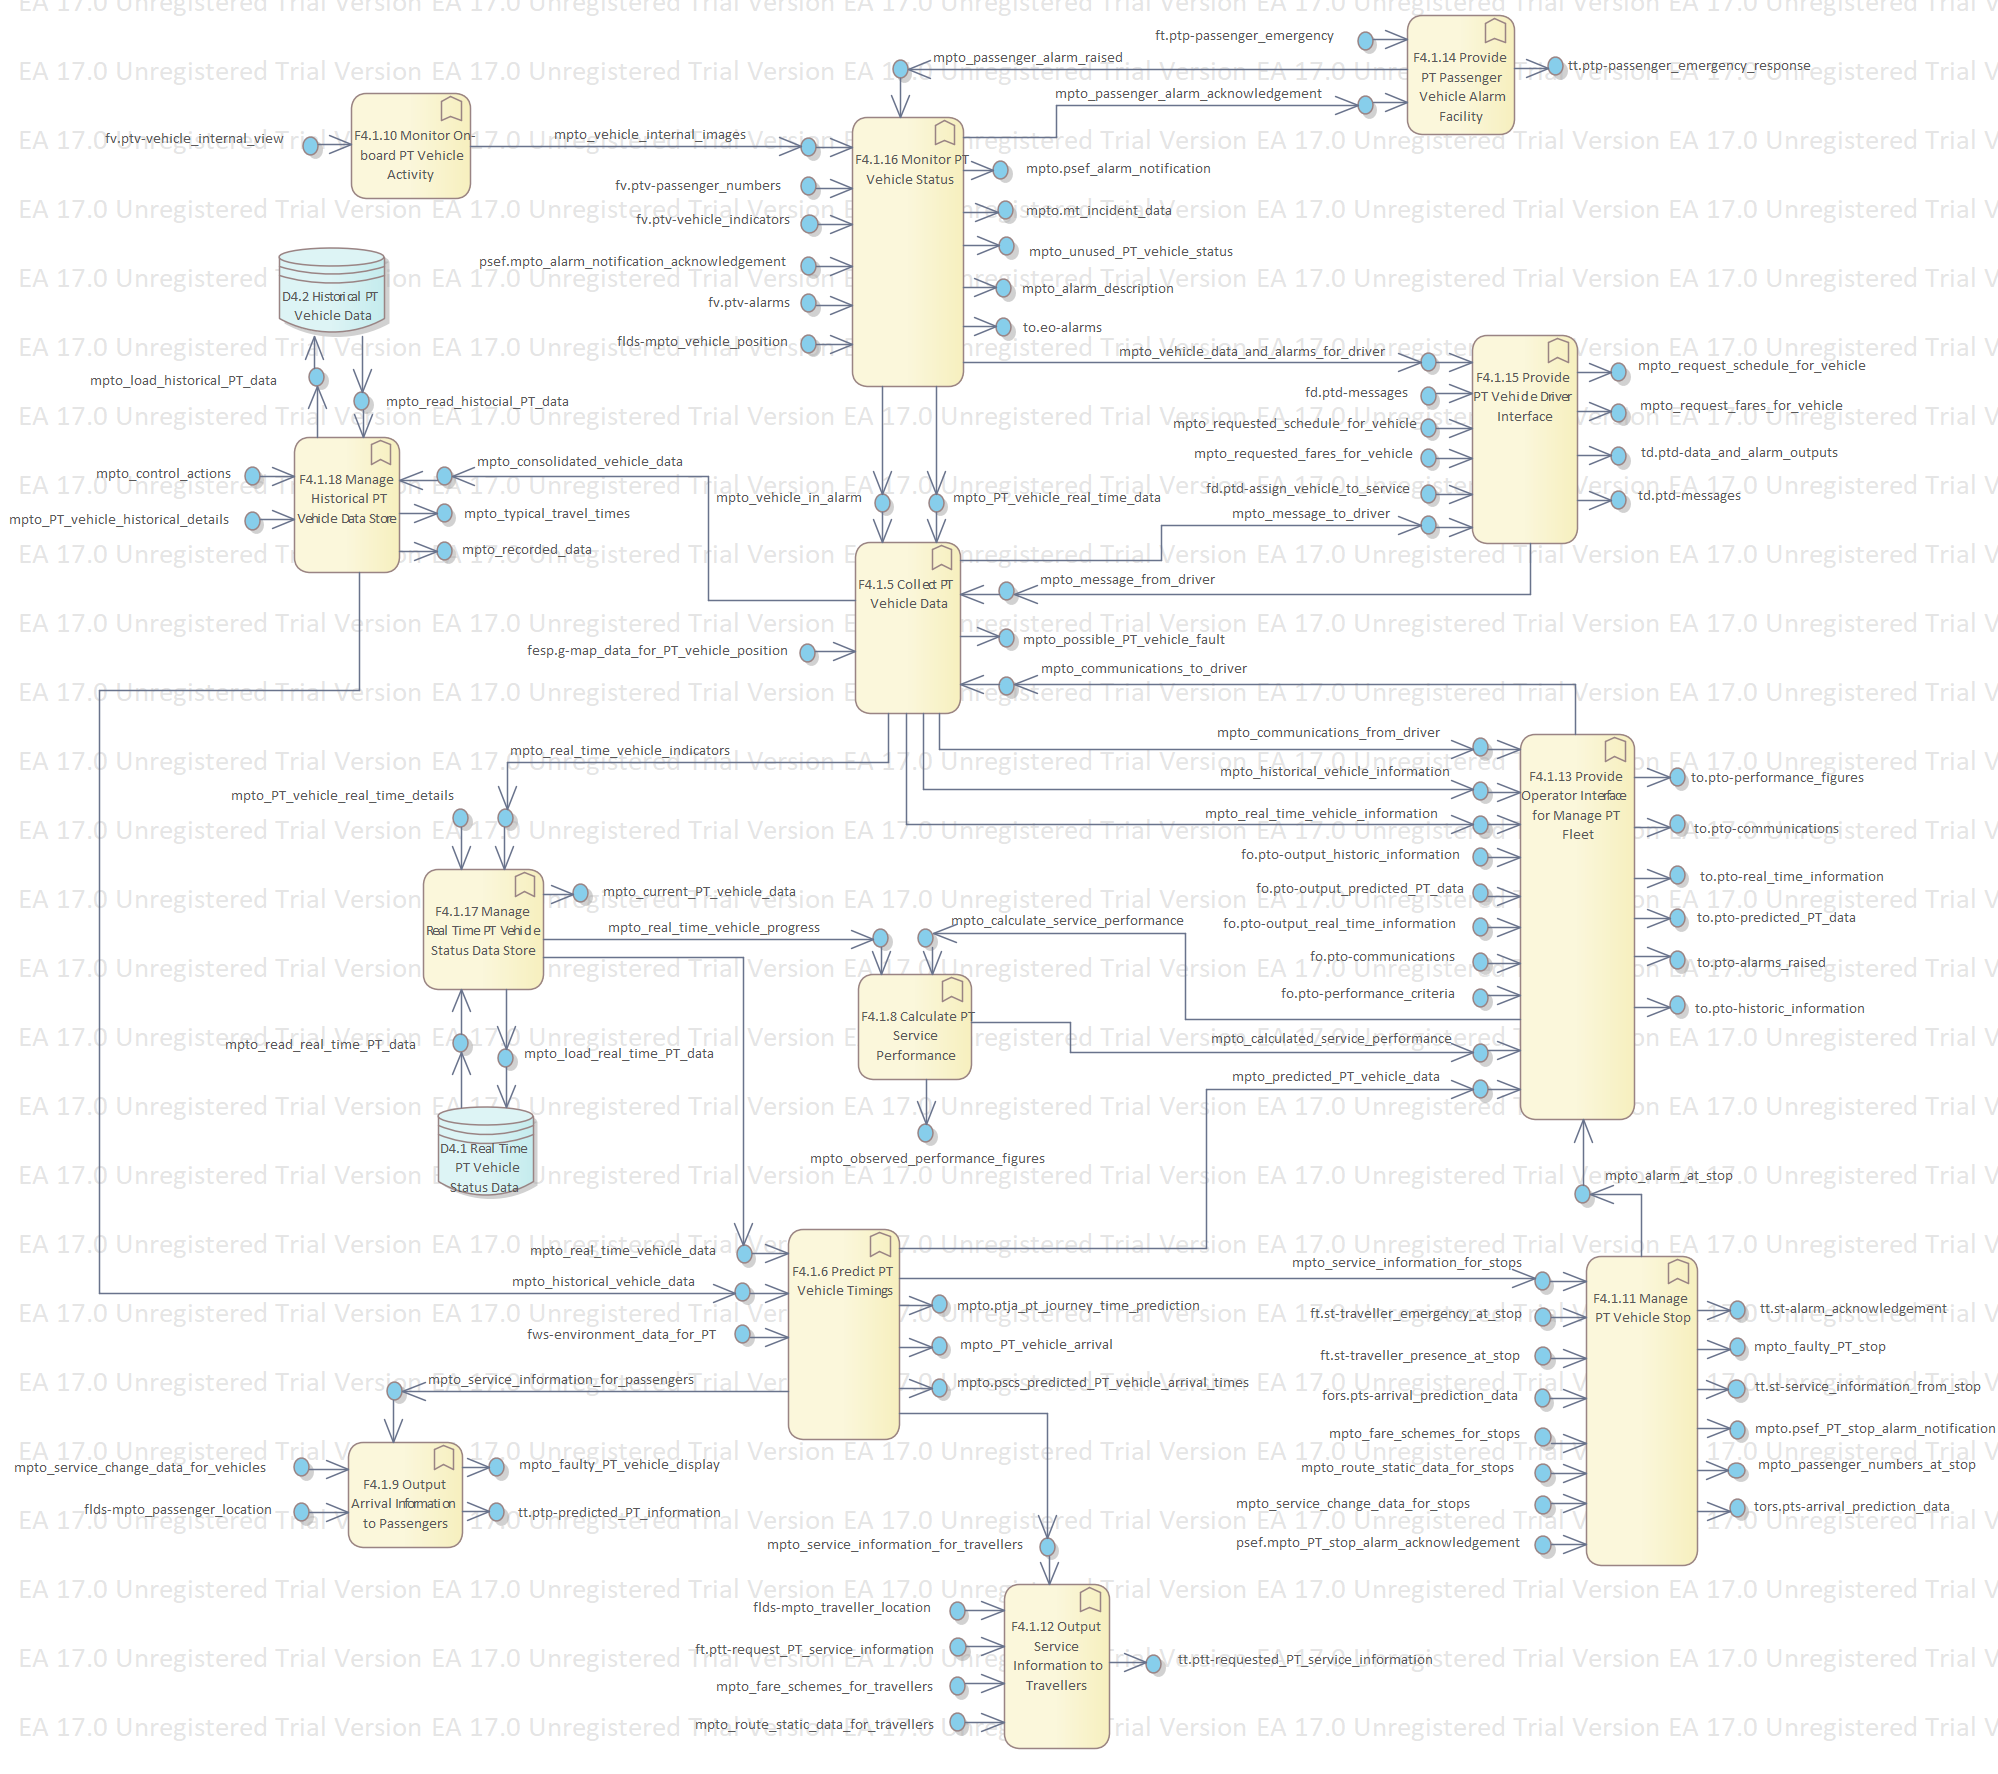 ft.ptp-passenger_emergency
F4.1.14 Provide
PT Passenger
Vehicle Alarm
Facility
tt.ptp-passenger_emergency_response
mpto_passenger_alarm_raised
mpto_passenger_alarm_acknowledgement
fv.ptv-vehicle_internal_view
F4.1.10 Monitor On-
board PT Vehicle
Activity
mpto_vehicle_internal_images
F4.1.16 Monitor PT
Vehicle Status
fv.ptv-passenger_numbers
fv.ptv-vehicle_indicators
psef.mpto_alarm_notification_acknowledgement
fv.ptv-alarms
flds-mpto_vehicle_position
mpto.psef_alarm_notification
mpto.mt_incident_data
mpto_unused_PT_vehicle_status
mpto_alarm_description
to.eo-alarms
mpto_vehicle_data_and_alarms_for_driver
D4.2 Historical PT
Vehicle Data
mpto_load_historical_PT_data
mpto_read_histocial_PT_data
F4.1.15 Provide
PT Vehicle Driver
Interface
fd.ptd-messages
mpto_requested_schedule_for_vehicle
mpto_requested_fares_for_vehicle
fd.ptd-assign_vehicle_to_service
mpto_message_to_driver
mpto_request_schedule_for_vehicle
mpto_request_fares_for_vehicle
td.ptd-data_and_alarm_outputs
td.ptd-messages
mpto_control_actions
mpto_PT_vehicle_historical_details
F4.1.18 Manage
Historical PT
Vehicle Data Store
mpto_consolidated_vehicle_data
mpto_typical_travel_times
mpto_recorded_data
mpto_vehicle_in_alarm
mpto_PT_vehicle_real_time_data
F4.1.5 Collect PT
Vehicle Data
mpto_message_from_driver
mpto_possible_PT_vehicle_fault
fesp.g-map_data_for_PT_vehicle_position
mpto_communications_to_driver
mpto_real_time_vehicle_indicators
mpto_PT_vehicle_real_time_details
mpto_communications_from_driver
mpto_historical_vehicle_information
mpto_real_time_vehicle_information
fo.pto-output_historic_information
fo.pto-output_predicted_PT_data
fo.pto-output_real_time_information
fo.pto-communications
fo.pto-performance_criteria
mpto_calculated_service_performance
mpto_predicted_PT_vehicle_data
F4.1.13 Provide
Operator Interface
for Manage PT
Fleet
to.pto-performance_figures
to.pto-communications
to.pto-real_time_information
to.pto-predicted_PT_data
to.pto-alarms_raised
to.pto-historic_information
F4.1.17 Manage
Real Time PT Vehicle
Status Data Store
mpto_current_PT_vehicle_data
mpto_real_time_vehicle_progress
mpto_calculate_service_performance
F4.1.8 Calculate PT
Service
Performance
mpto_observed_performance_figures
mpto_read_real_time_PT_data
mpto_load_real_time_PT_data
D4.1 Real Time
PT Vehicle
Status Data
mpto_alarm_at_stop
mpto_real_time_vehicle_data
mpto_historical_vehicle_data
fws-environment_data_for_PT
F4.1.6 Predict PT
Vehicle Timings
mpto.ptja_pt_journey_time_prediction
mpto_PT_vehicle_arrival
mpto.pscs_predicted_PT_vehicle_arrival_times
mpto_service_information_for_stops
ft.st-traveller_emergency_at_stop
ft.st-traveller_presence_at_stop
fors.pts-arrival_prediction_data
mpto_fare_schemes_for_stops
mpto_route_static_data_for_stops
mpto_service_change_data_for_stops
psef.mpto_PT_stop_alarm_acknowledgement
F4.1.11 Manage
PT Vehicle Stop
tt.st-alarm_acknowledgement
mpto_faulty_PT_stop
tt.st-service_information_from_stop
mpto.psef_PT_stop_alarm_notification
mpto_passenger_numbers_at_stop
tors.pts-arrival_prediction_data
mpto_service_information_for_passengers
mpto_service_change_data_for_vehicles
flds-mpto_passenger_location
F4.1.9 Output
Arrival Information
to Passengers
mpto_faulty_PT_vehicle_display
tt.ptp-predicted_PT_information
mpto_service_information_for_travellers
flds-mpto_traveller_location
ft.ptt-request_PT_service_information
mpto_fare_schemes_for_travellers
mpto_route_static_data_for_travellers
F4.1.12 Output
Service
Information to
Travellers
tt.ptt-requested_PT_service_information
EA 17.0 Unregistered Trial Version